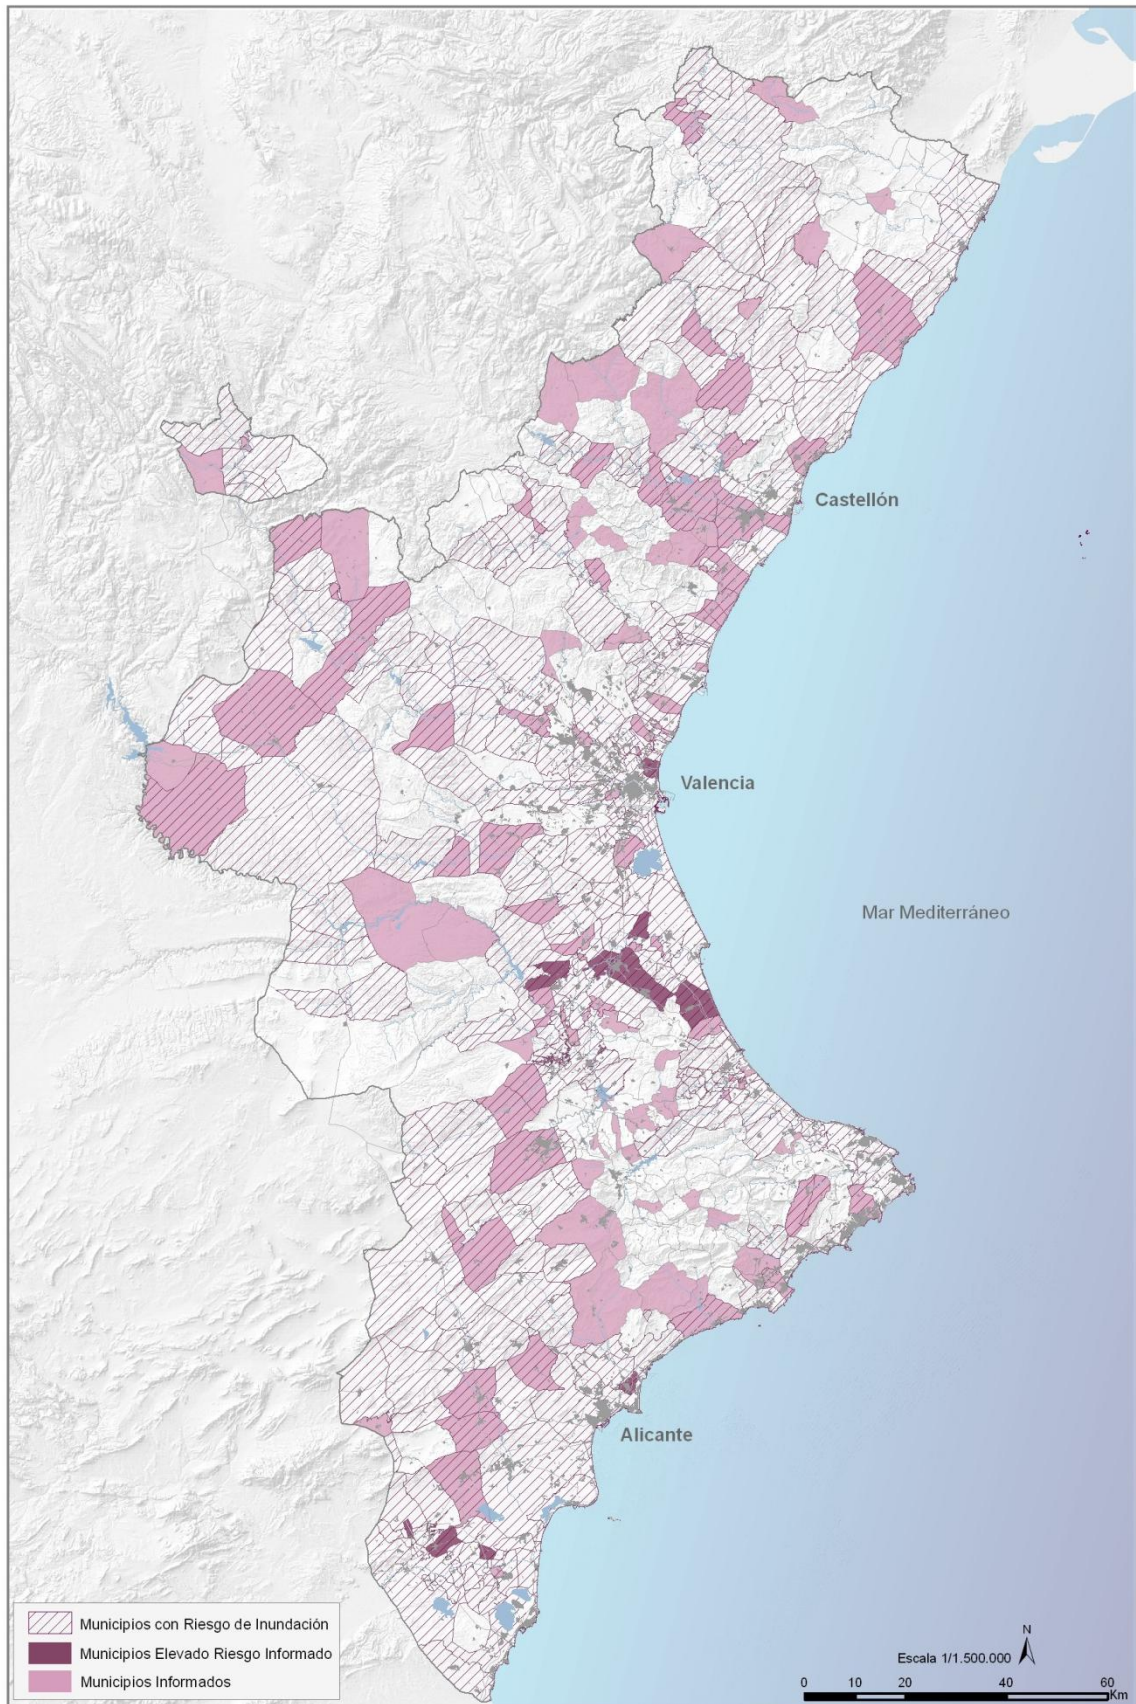 Castellón
Valencia
Mar Mediterráneo
Alicante
Municipios con Riesgo de Inundación
Municipios Elevado Riesgo Informado
Municipios Informados
N
Escala 1/1.500.000
0 10 20 40 60
Km